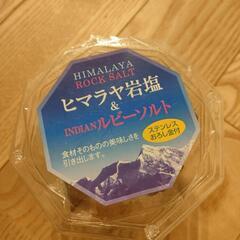 HIMALAYA
ROCK SALT
ヒマラヤ岩塩
&
INDIANルビーソルト
食材そのものの美味しさを
引き出します。
ステンレス
おろし金付